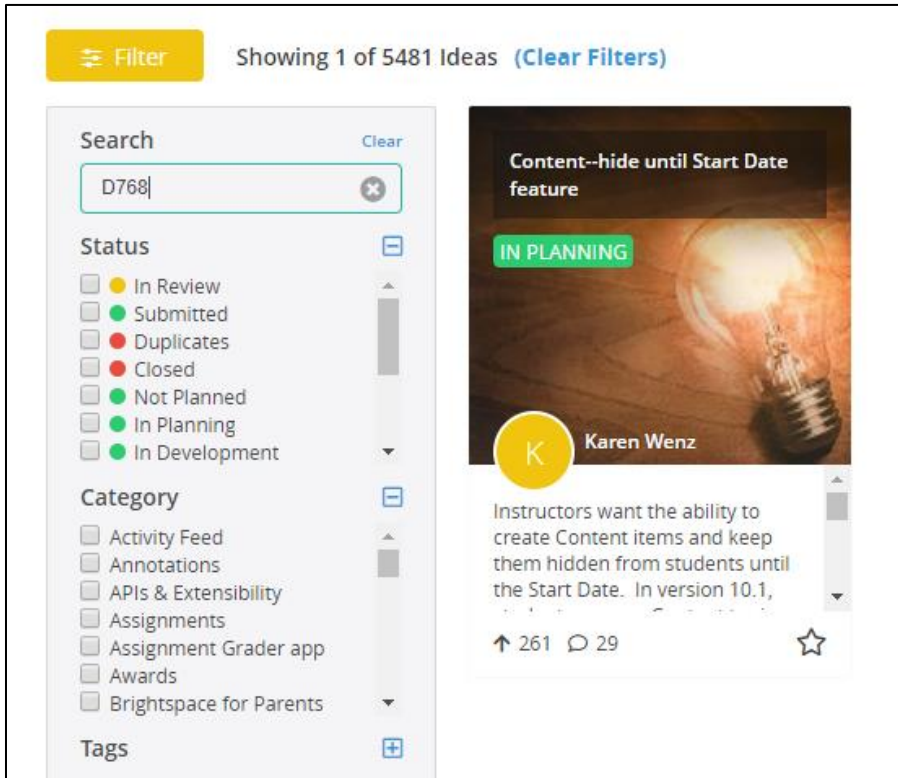 Filter
Showing 1 of 5481 Ideas (Clear Filters)
Search
Clear
D768
Status
In Review
Submitted
Duplicates
Closed
Not Planned
In Planning
In Development
Category
Activity Feed
Annotations
APIs & Extensibility
Assignments
Assignment Grader app
Awards
Brightspace for Parents
Tags
Content--hide until Start Date
feature
IN PLANNING
K
Karen Wenz
Instructors want the ability to
create Content items and keep
them hidden from students until
the Start Date. In version 10.1,
261 29